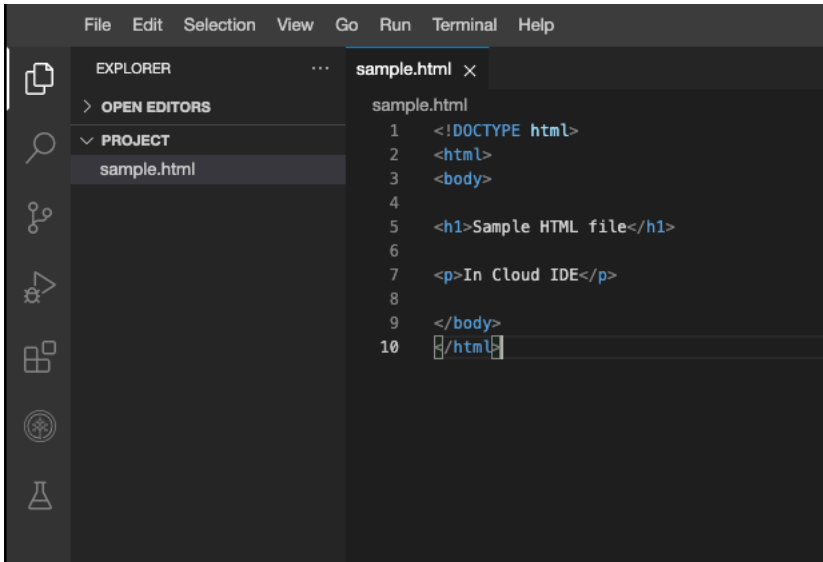 File Edit Selection View Go Run Terminal Help
EXPLORER ···
OPEN EDITORS
PROJECT
sample.html
sample.html ×
sample.html
1 <!DOCTYPE html>
2 <html>
3 <body>
4
5 <h1>Sample HTML file</h1>
6
7 <p>In Cloud IDE</p>
8
9 </body>
10 </html>